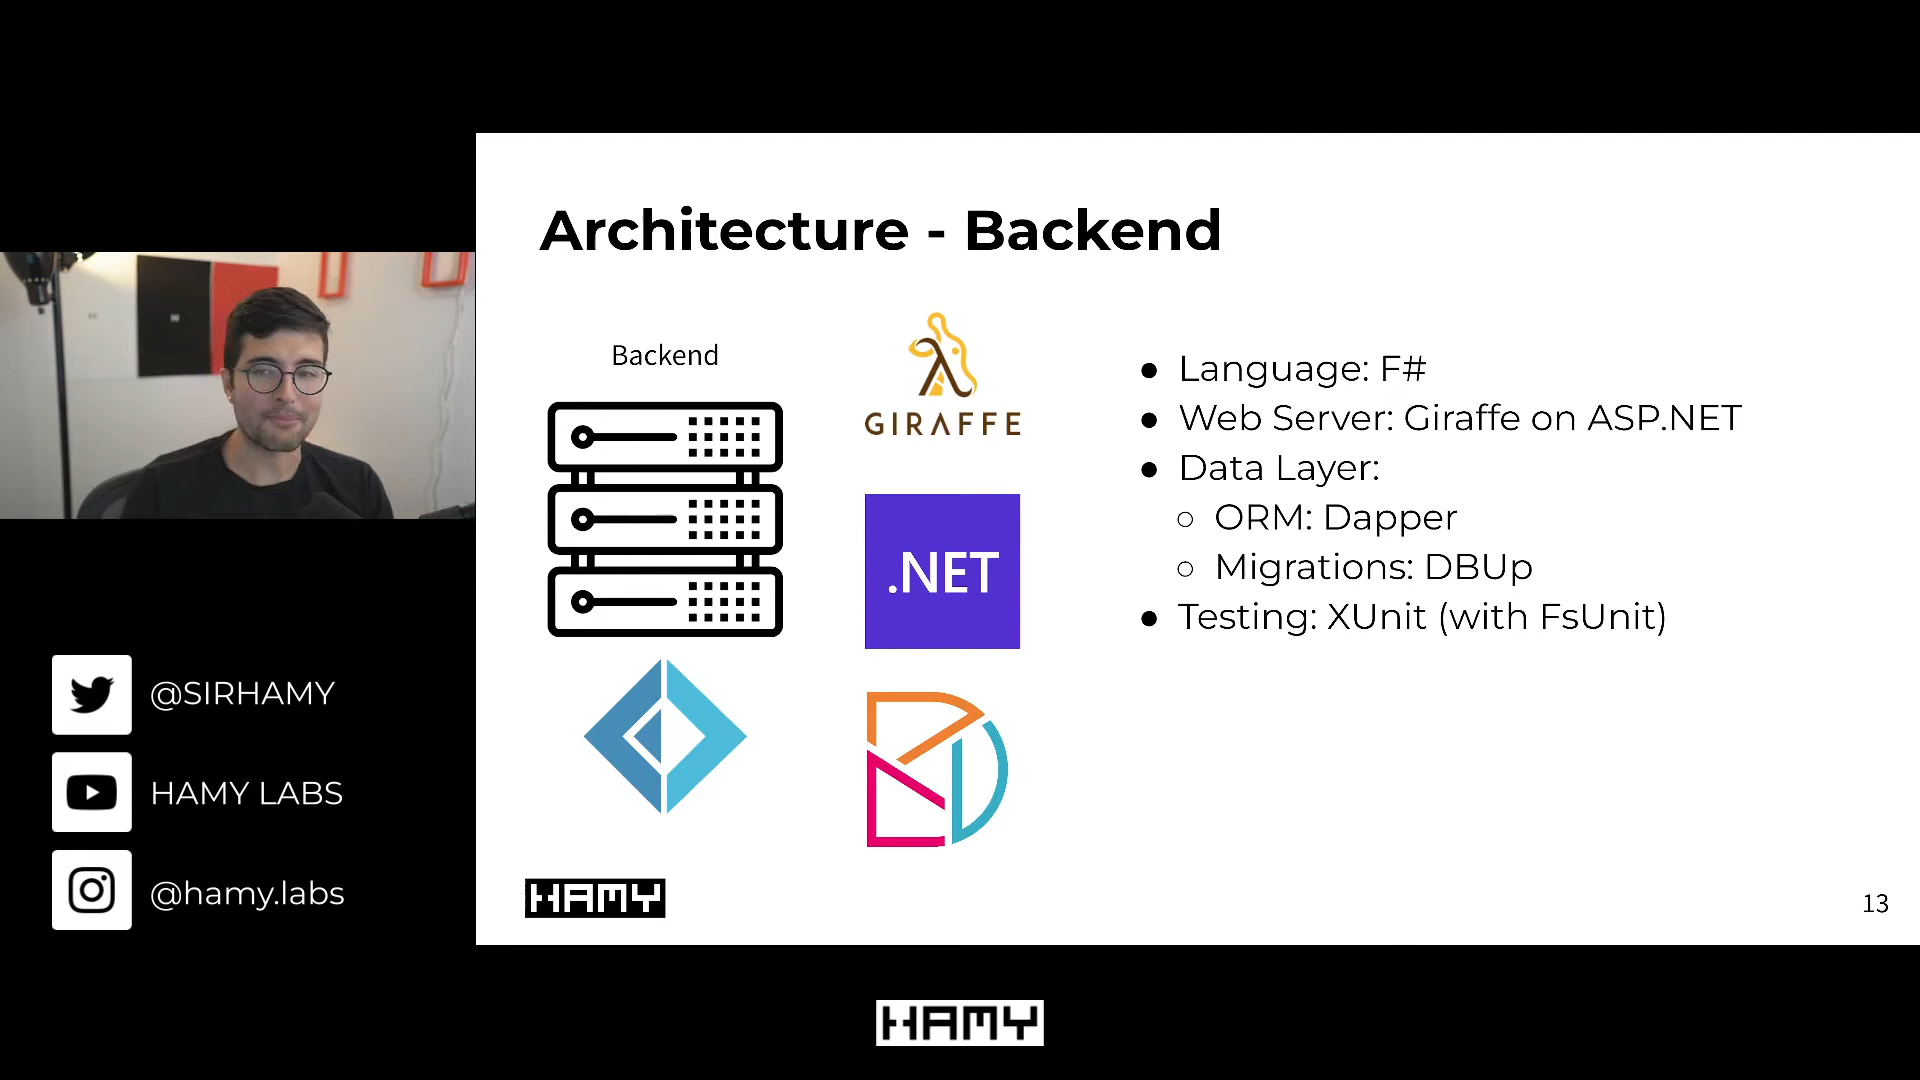 Architecture - Backend
Backend
GIRAFFE
.NET
Language: F#
Web Server: Giraffe on ASP.NET
Data Layer:
ORM: Dapper
Migrations: DBUp
Testing: XUnit (with FsUnit)
@SIRHAMY
HAMY LABS
@hamy.labs
HAMY
13
HAMY